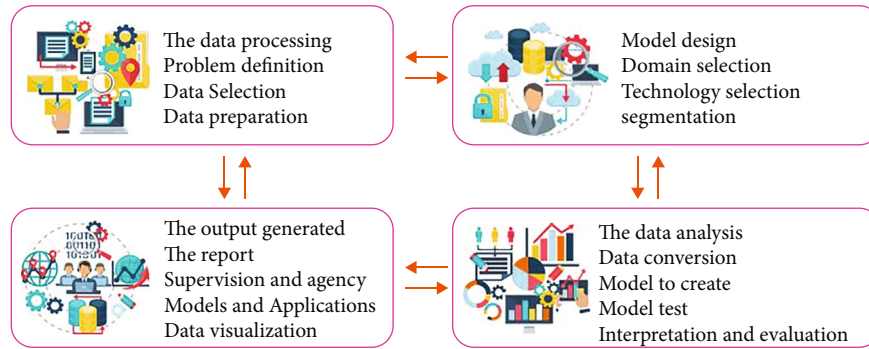 The data processing
Problem definition
Data Selection
Data preparation
Model design
Domain selection
Technology selection
segmentation
The output generated
The report
Supervision and agency
Models and Applications
Data visualization
The data analysis
Data conversion
Model to create
Model test
Interpretation and evaluation